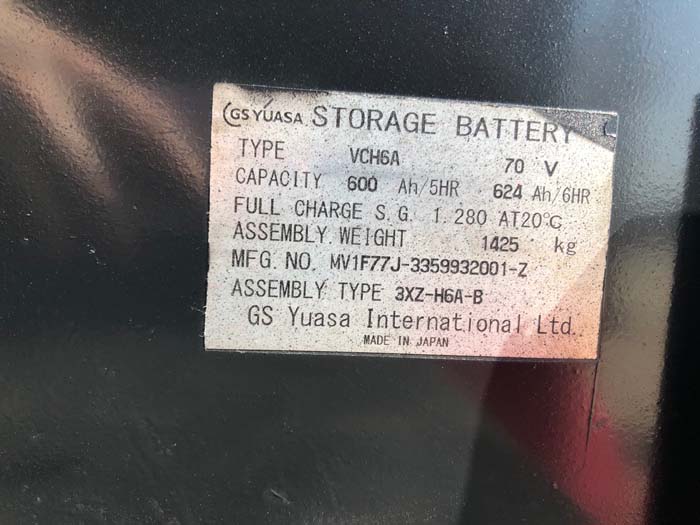 GS YUASA STORAGE BATTERY
TYPE VCH6A 70 V
CAPACITY 600 Ah/5HR 624 Ah/6HR
FULL CHARGE S.G. 1.280 AT20°C
ASSEMBLY.WEIGHT 1425 kg
MFG.NO. MV1F77J-3359932001-Z
ASSEMBLY TYPE 3XZ-H6A-B
GS Yuasa International Ltd.
MADE IN JAPAN